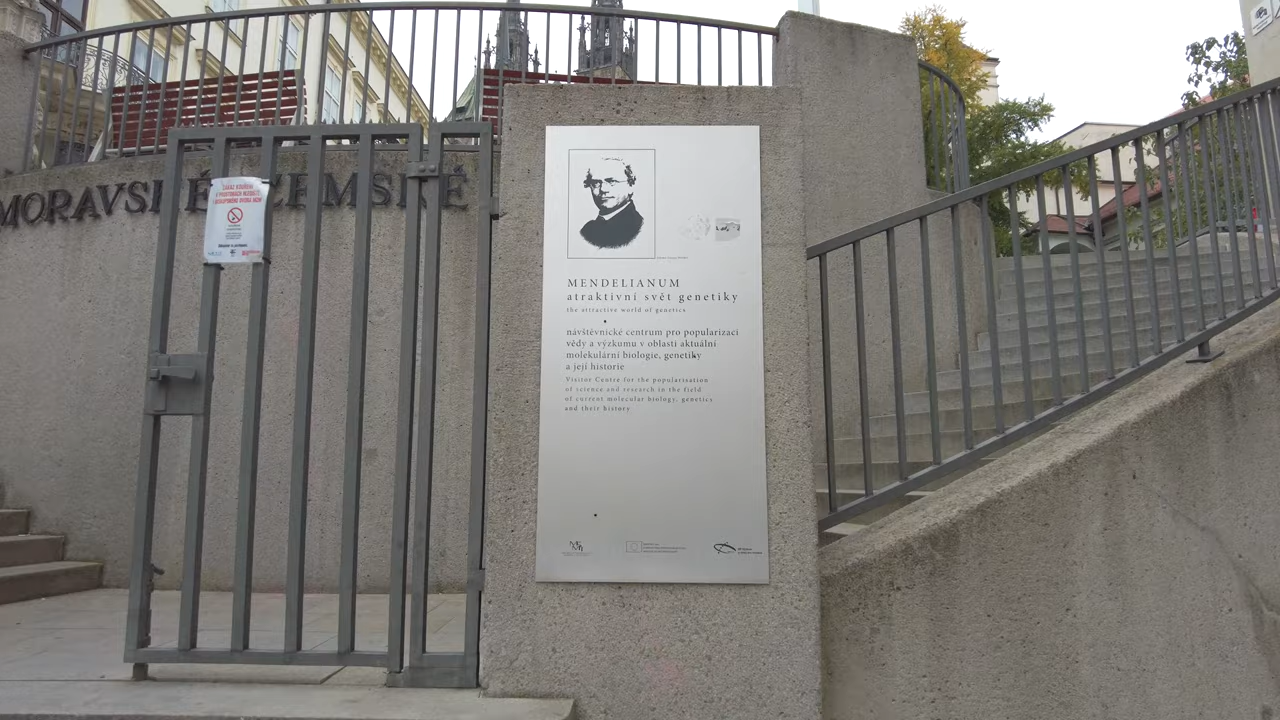 MORAVSKÉ ZEMSKÉ
ZÁKAZ KOUŘENÍ
MENDELIANUM
atraktivní svět genetiky
the attractive world of genetics
návštěvnické centrum pro popularizaci
vědy a výzkumu v oblasti aktuální
molekulární biologie, genetiky
a její historie
Visitor Centre for the popularisation
of science and research in the field
of current molecular biology, genetics
and their history